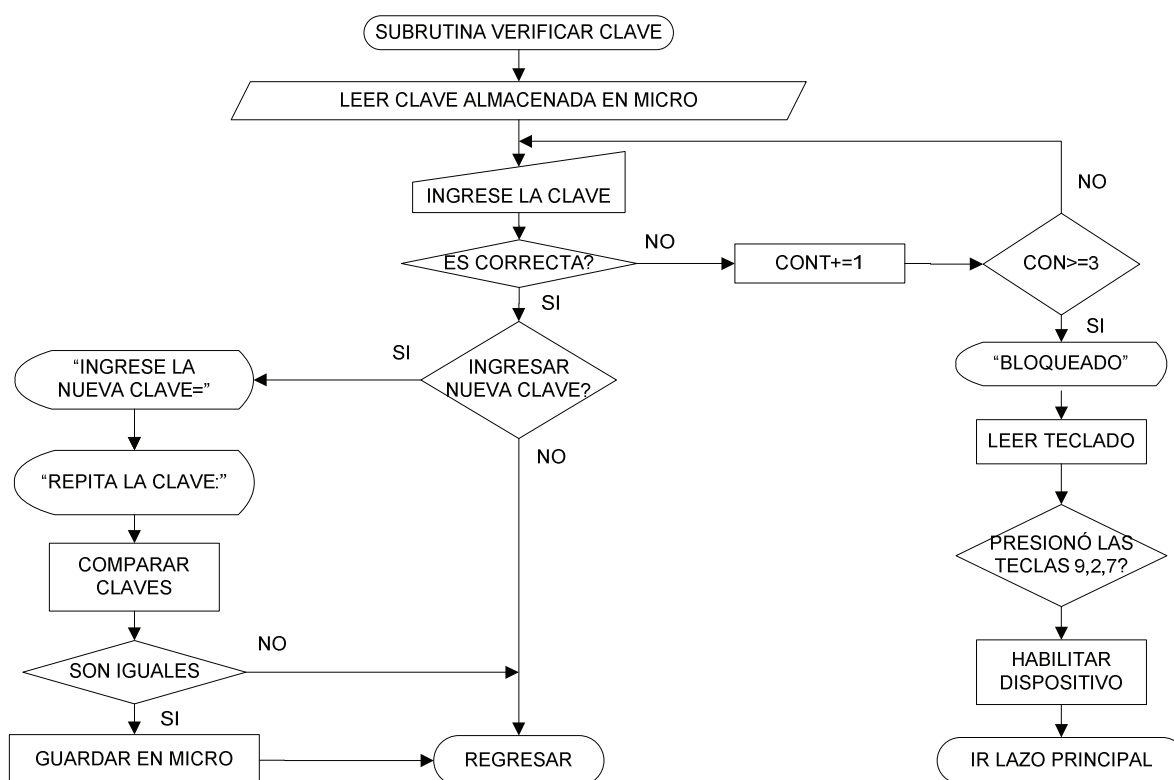 SUBRUTINA VERIFICAR CLAVE
LEER CLAVE ALMACENADA EN MICRO
INGRESE LA CLAVE
ES CORRECTA?
NO
CONT+=1
CON>=3
NO
SI
SI
INGRESAR
NUEVA CLAVE?
SI
NO
“INGRESE LA
NUEVA CLAVE=”
“REPITA LA CLAVE:”
COMPARAR
CLAVES
SON IGUALES
NO
SI
GUARDAR EN MICRO
REGRESAR
“BLOQUEADO”
LEER TECLADO
PRESIONÓ LAS
TECLAS 9,2,7?
HABILITAR
DISPOSITIVO
IR LAZO PRINCIPAL